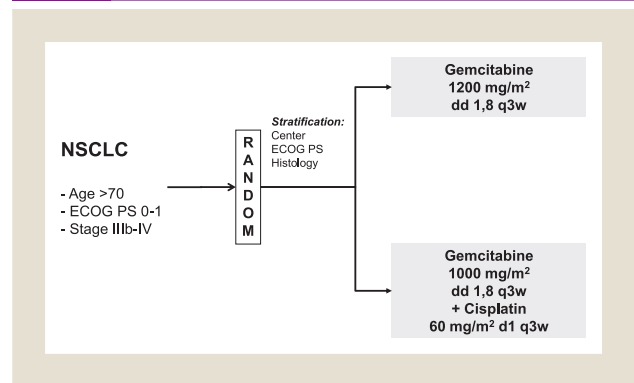 NSCLC
- Age >70
- ECOG PS 0-1
- Stage IIIb-IV
R
A
N
D
O
M
Stratification:
Center
ECOG PS
Histology
Gemcitabine
1200 mg/m²
dd 1,8 q3w
Gemcitabine
1000 mg/m²
dd 1,8 q3w
+ Cisplatin
60 mg/m² d1 q3w